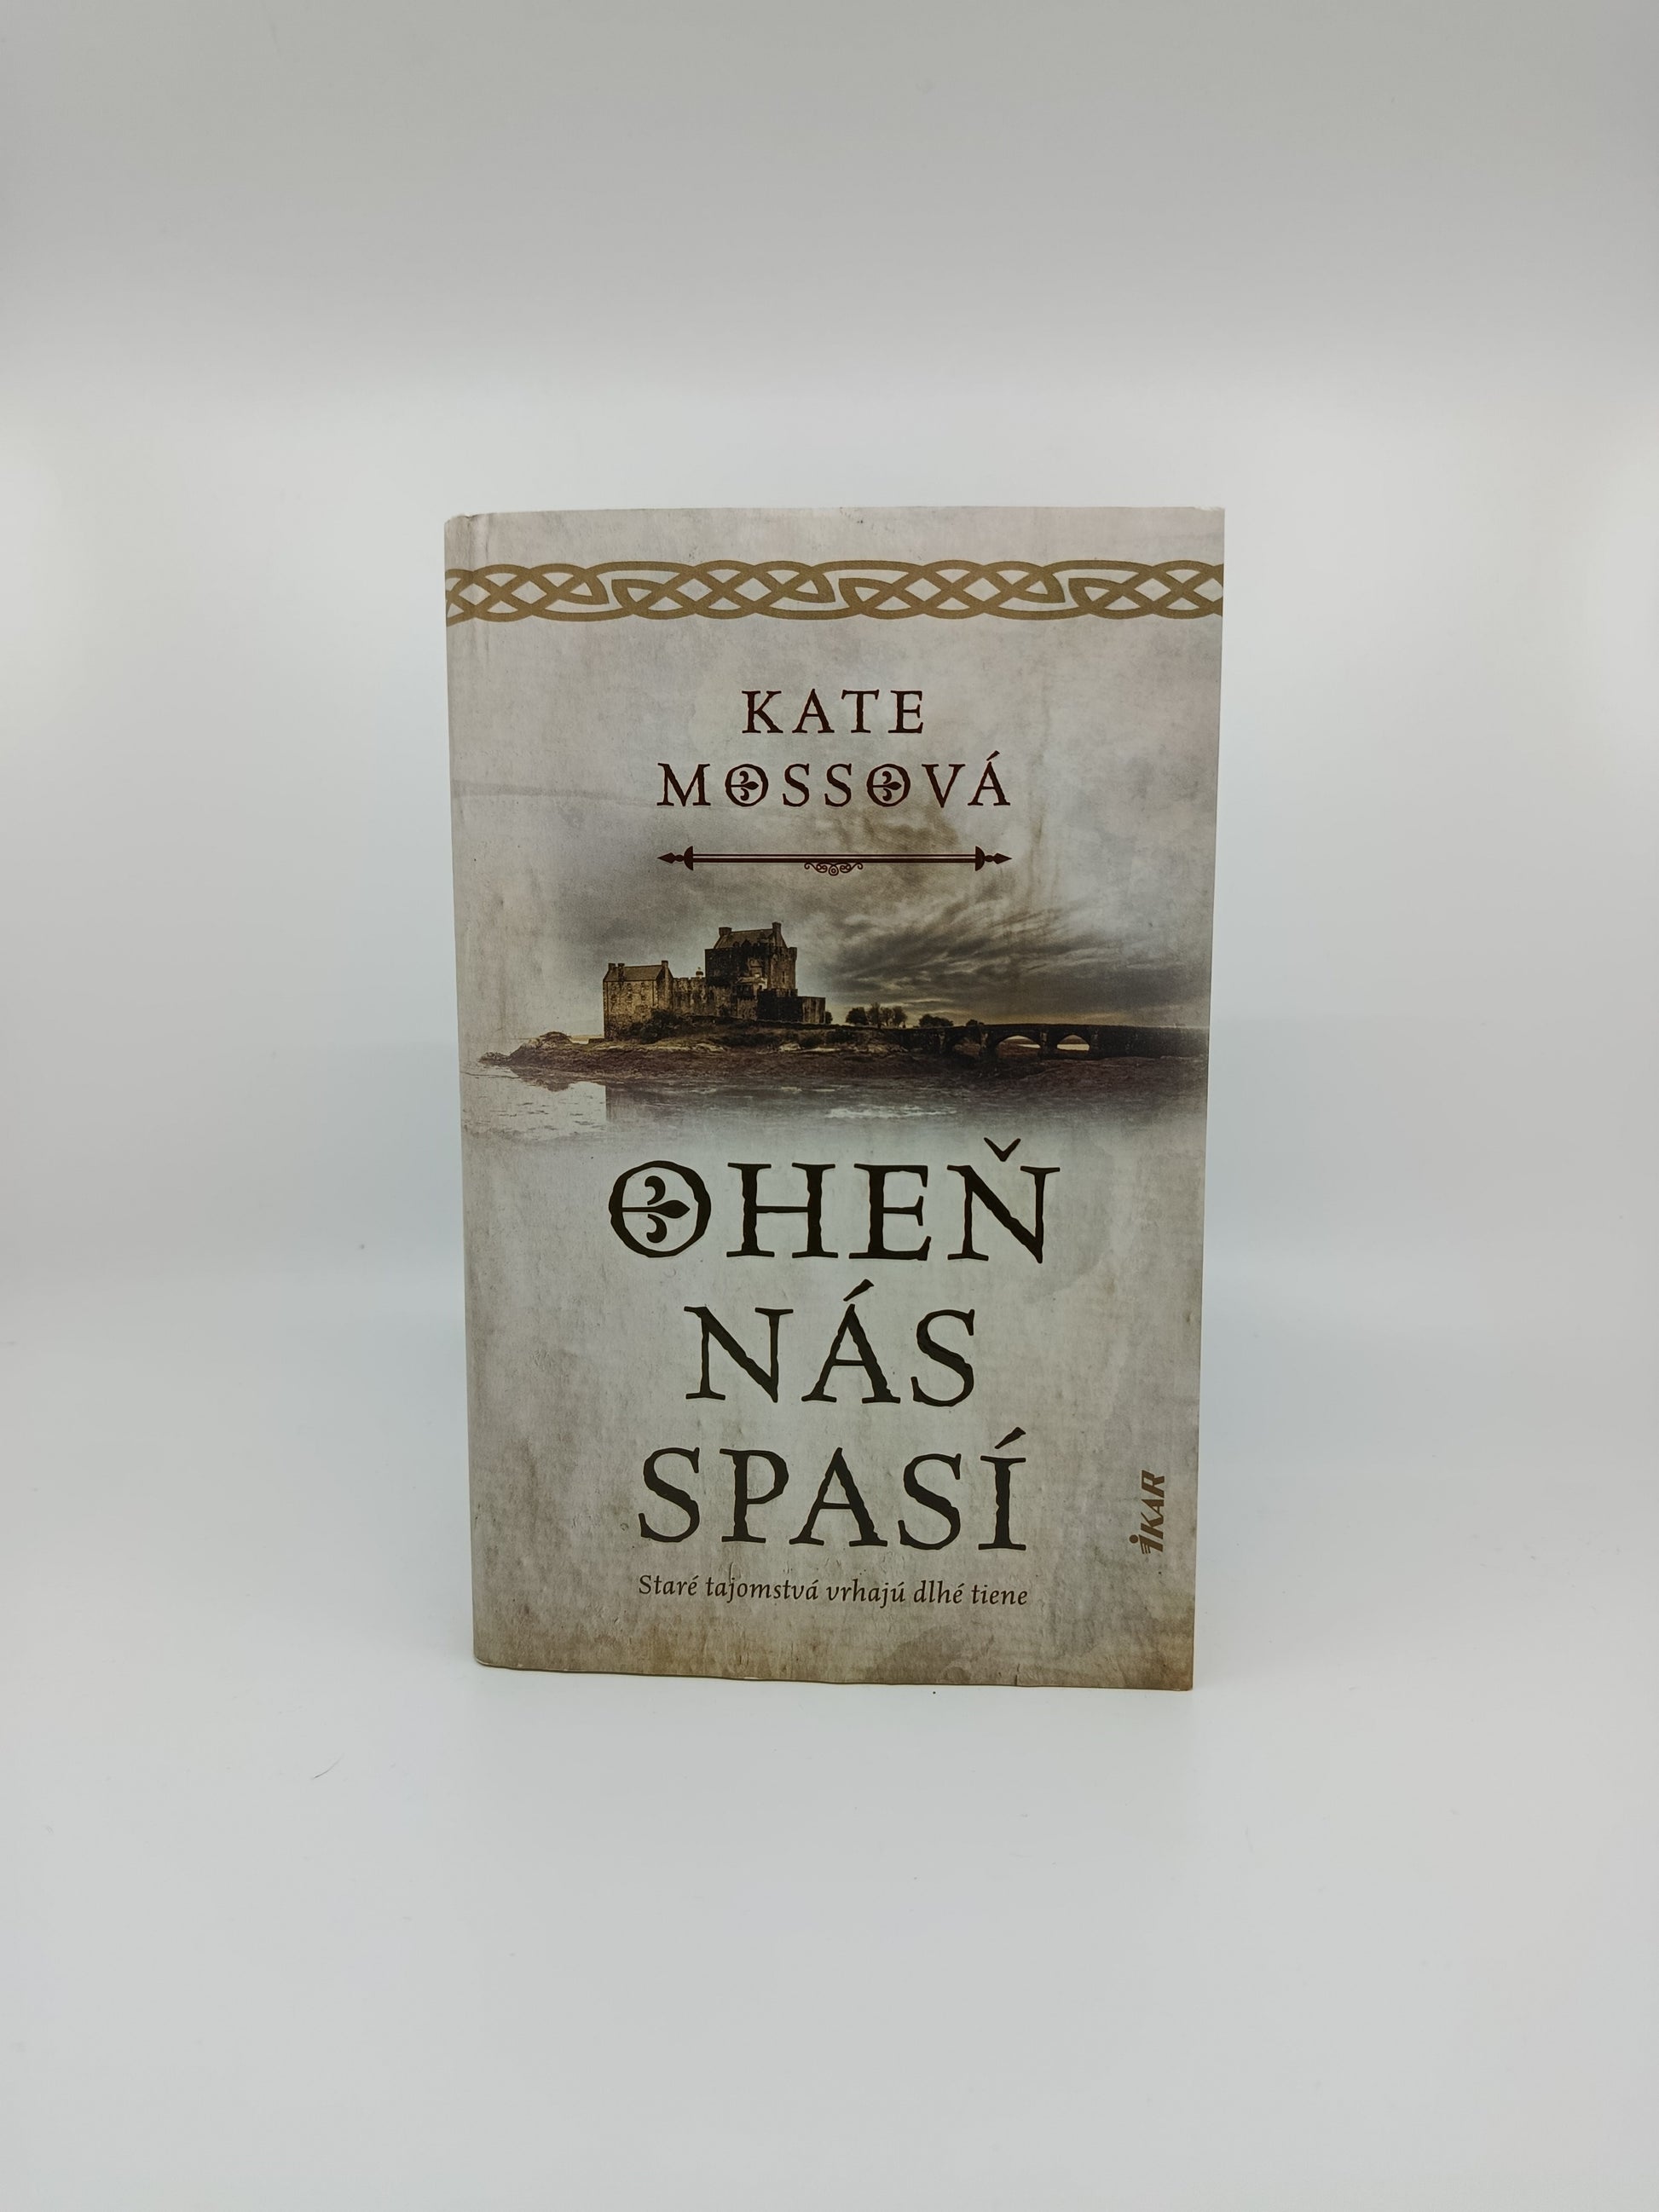 KATE
MOSSOVÁ
OHEŇ
NÁS
SPASÍ
IKAR
Staré tajomstvá vrhajú dlhé tiene